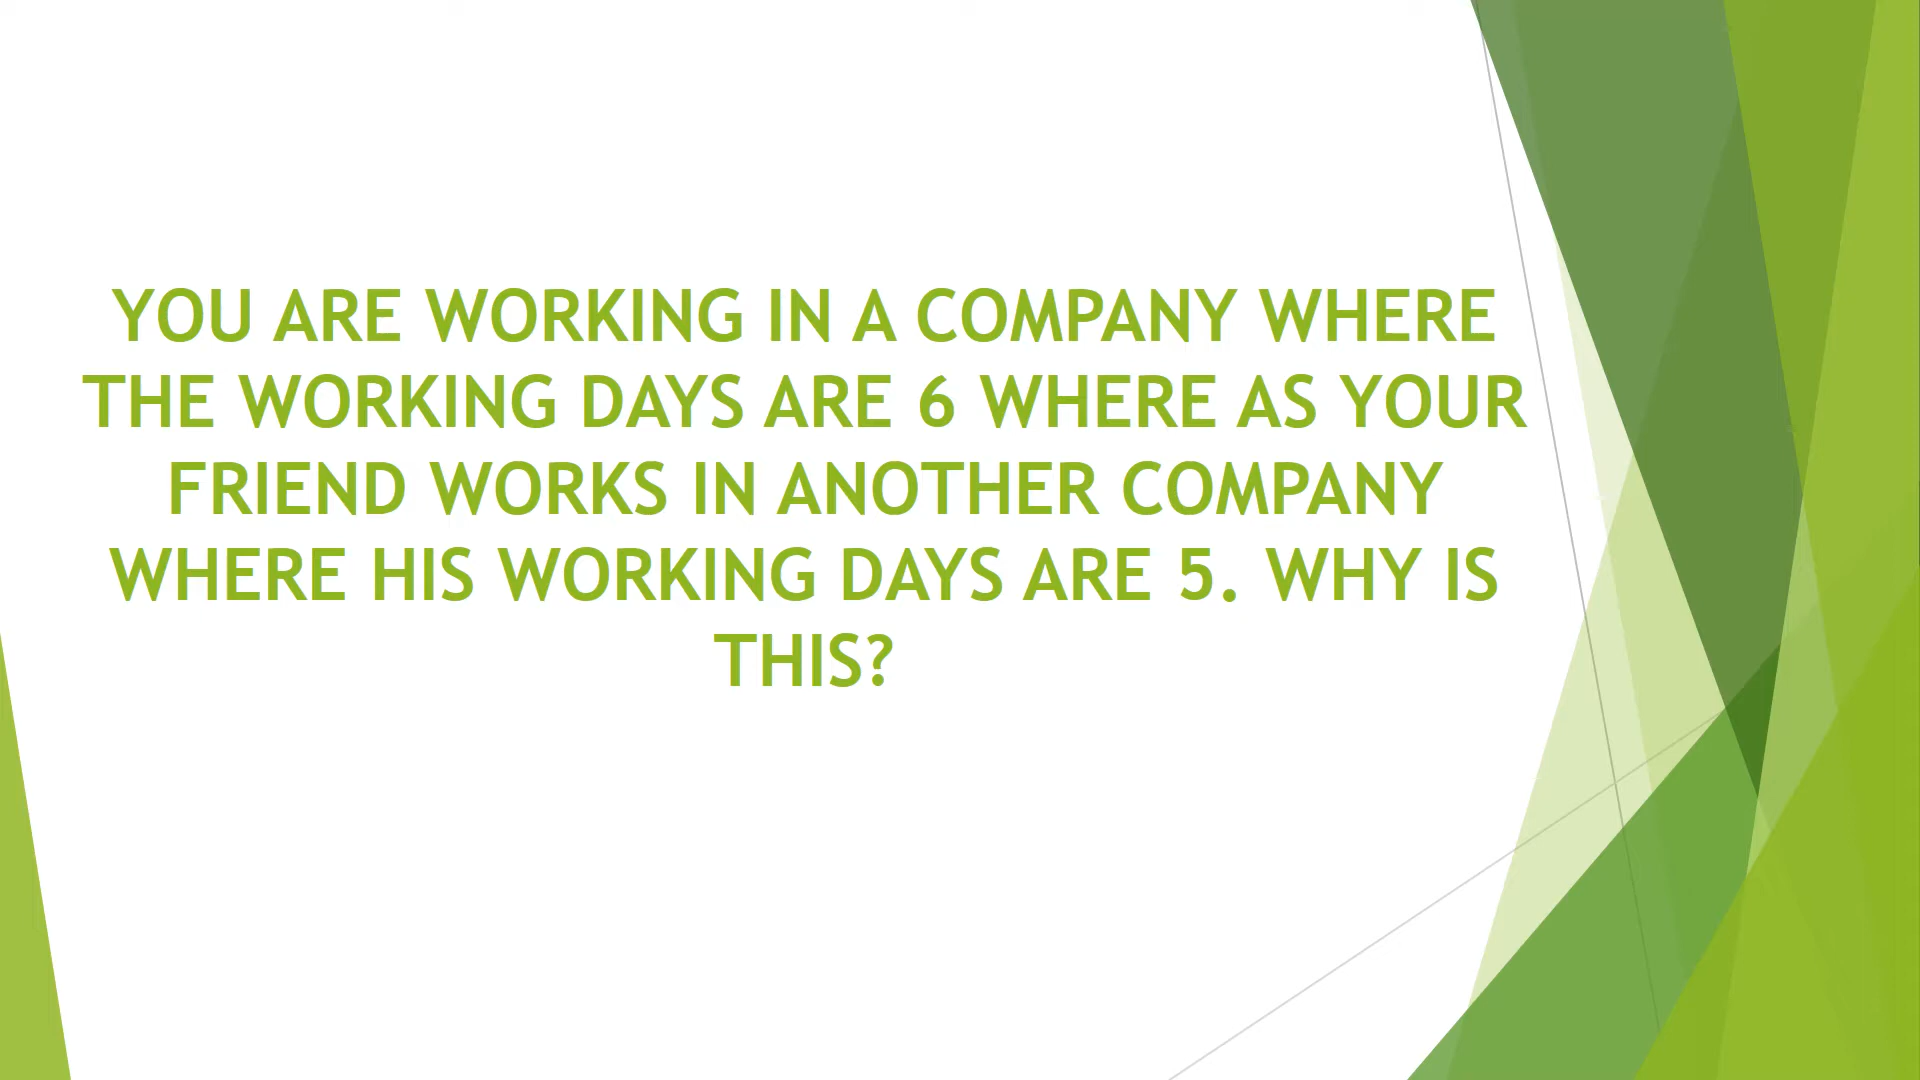 YOU ARE WORKING IN A COMPANY WHERE
THE WORKING DAYS ARE 6 WHERE AS YOUR
FRIEND WORKS IN ANOTHER COMPANY
WHERE HIS WORKING DAYS ARE 5. WHY IS
THIS?